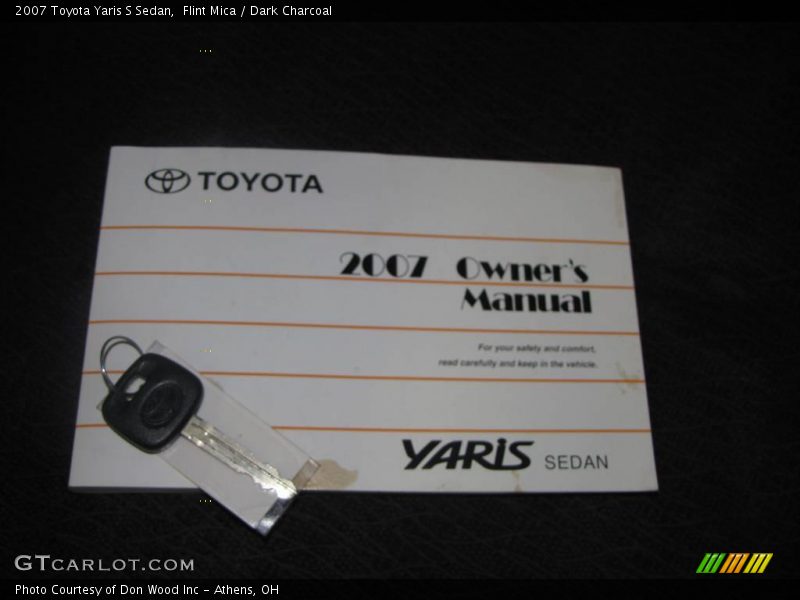 2007 Toyota Yaris S Sedan,  Flint Mica / Dark Charcoal
TOYOTA
2007 Owner's
Manual
For your safety and comfort,
read carefully and keep in the vehicle.
YARIS SEDAN
GTCARLOT.COM
Photo Courtesy of Don Wood Inc - Athens, OH